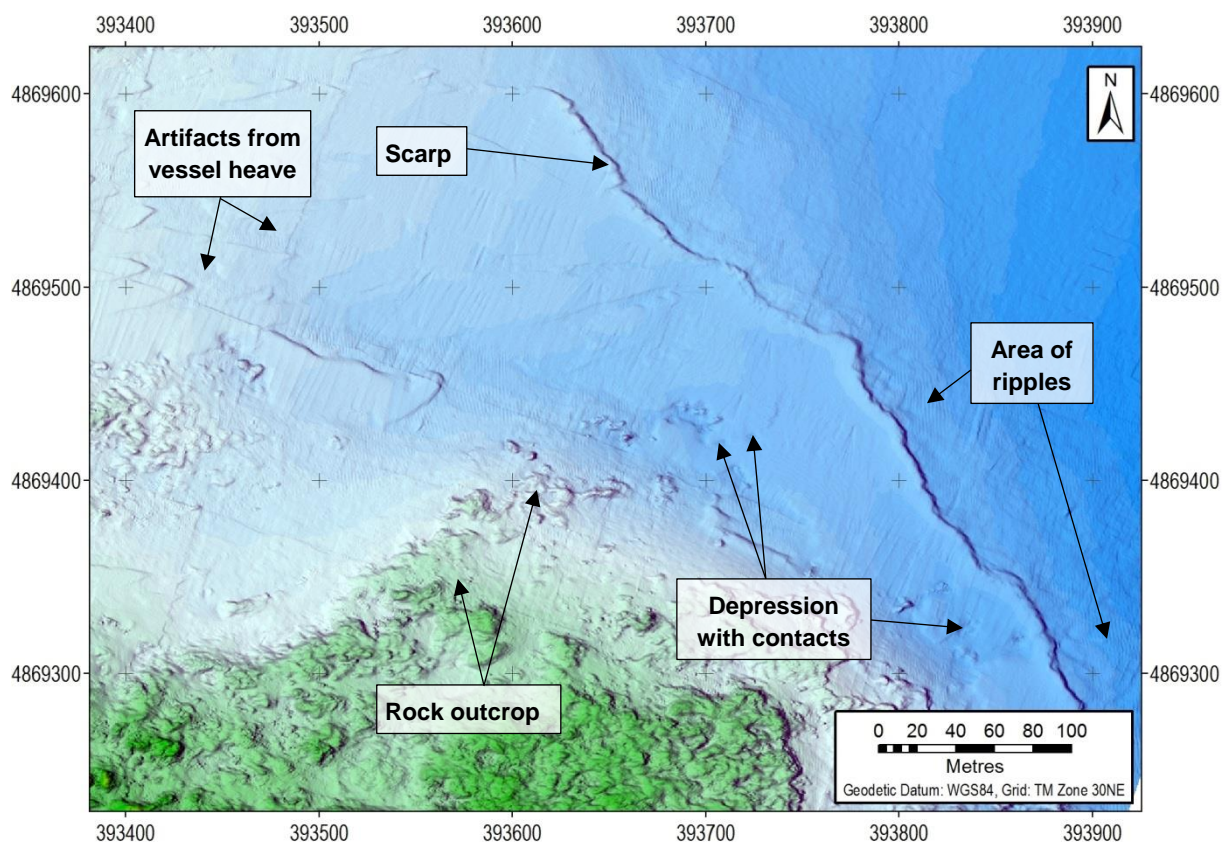 393400 393500 393600 393700 393800 393900
4869600 4869600
N
Artifacts from
vessel heave
Scarp
4869500 4869500
Area of
ripples
4869400 4869400
Depression
with contacts
4869300 4869300
Rock outcrop
0 20 40 60 80 100
Metres
Geodetic Datum: WGS84, Grid: TM Zone 30NE
393400 393500 393600 393700 393800 393900